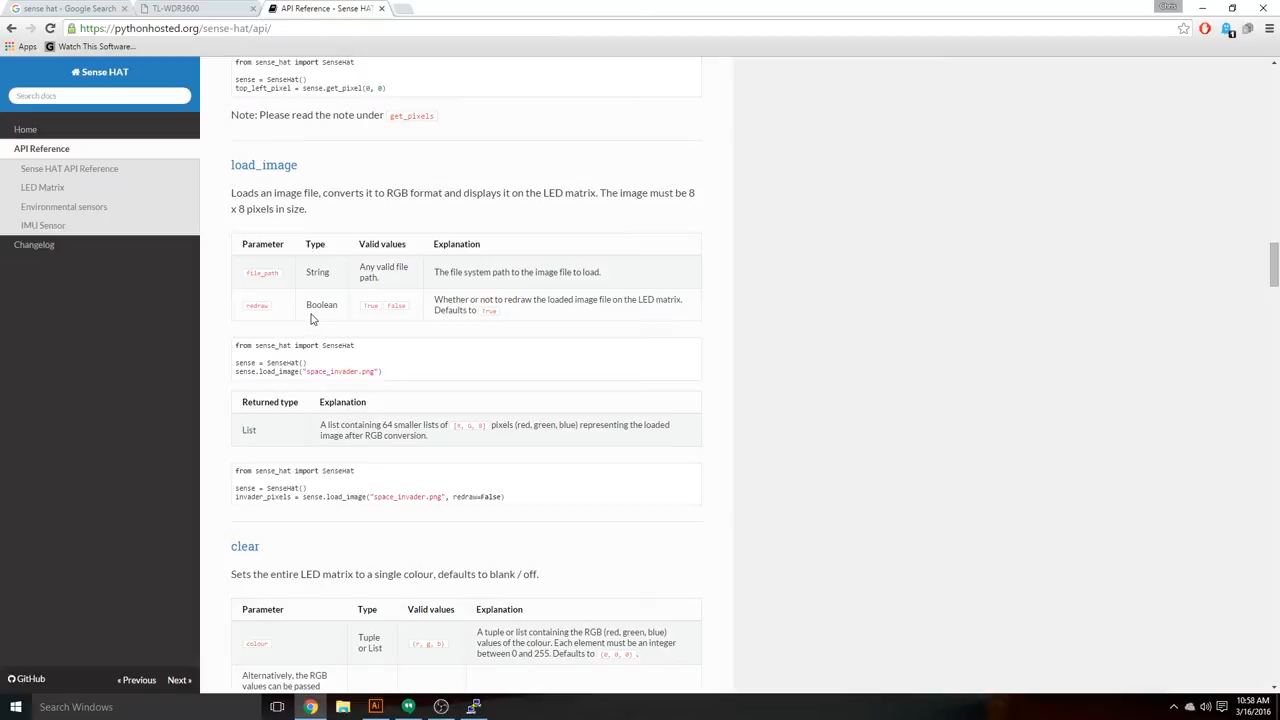 sense hat - Google Search
TL-WDR3600
API Reference - Sense HAT
Chris
https://pythonhosted.org/sense-hat/api/
Apps
Watch This Software...
Sense HAT
Search docs
Home
API Reference
Sense HAT API Reference
LED Matrix
Environmental sensors
IMU Sensor
Changelog
GitHub
« Previous
Next »
from sense_hat import SenseHat
sense = SenseHat()
top_left_pixel = sense.get_pixel(0, 0)
Note: Please read the note under get_pixels
load_image
Loads an image file, converts it to RGB format and displays it on the LED matrix. The image must be 8
x 8 pixels in size.
Parameter Type Valid values Explanation
file_path String Any valid file
path. The file system path to the image file to load.
redraw Boolean True False Whether or not to redraw the loaded image file on the LED matrix.
Defaults to True
from sense_hat import SenseHat
sense = SenseHat()
sense.load_image("space_invader.png")
Returned type Explanation
List A list containing 64 smaller lists of [R, G, B] pixels (red, green, blue) representing the loaded
image after RGB conversion.
from sense_hat import SenseHat
sense = SenseHat()
invader_pixels = sense.load_image("space_invader.png", redraw=False)
clear
Sets the entire LED matrix to a single colour, defaults to blank / off.
Parameter Type Valid values Explanation
colour Tuple
or List (r, g, b) A tuple or list containing the RGB (red, green, blue)
values of the colour. Each element must be an integer
between 0 and 255. Defaults to (0, 0, 0) .
Alternatively, the RGB
values can be passed
Search Windows
10:58 AM
3/16/2016